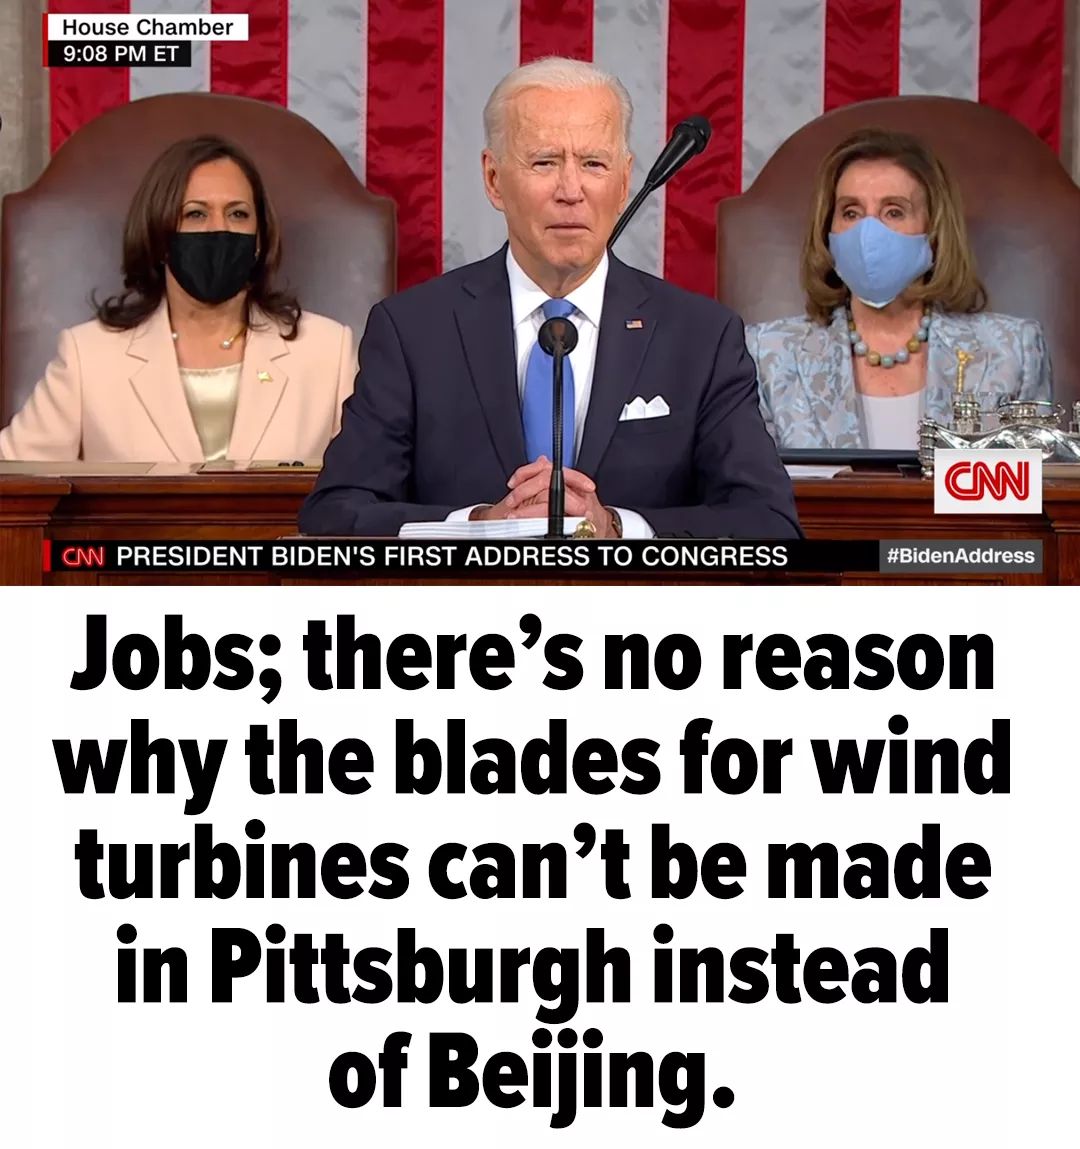 House Chamber
9:08 PM ET
CNN
CNN PRESIDENT BIDEN'S FIRST ADDRESS TO CONGRESS
#BidenAddress
Jobs; there’s no reason
why the blades for wind
turbines can’t be made
in Pittsburgh instead
of Beijing.